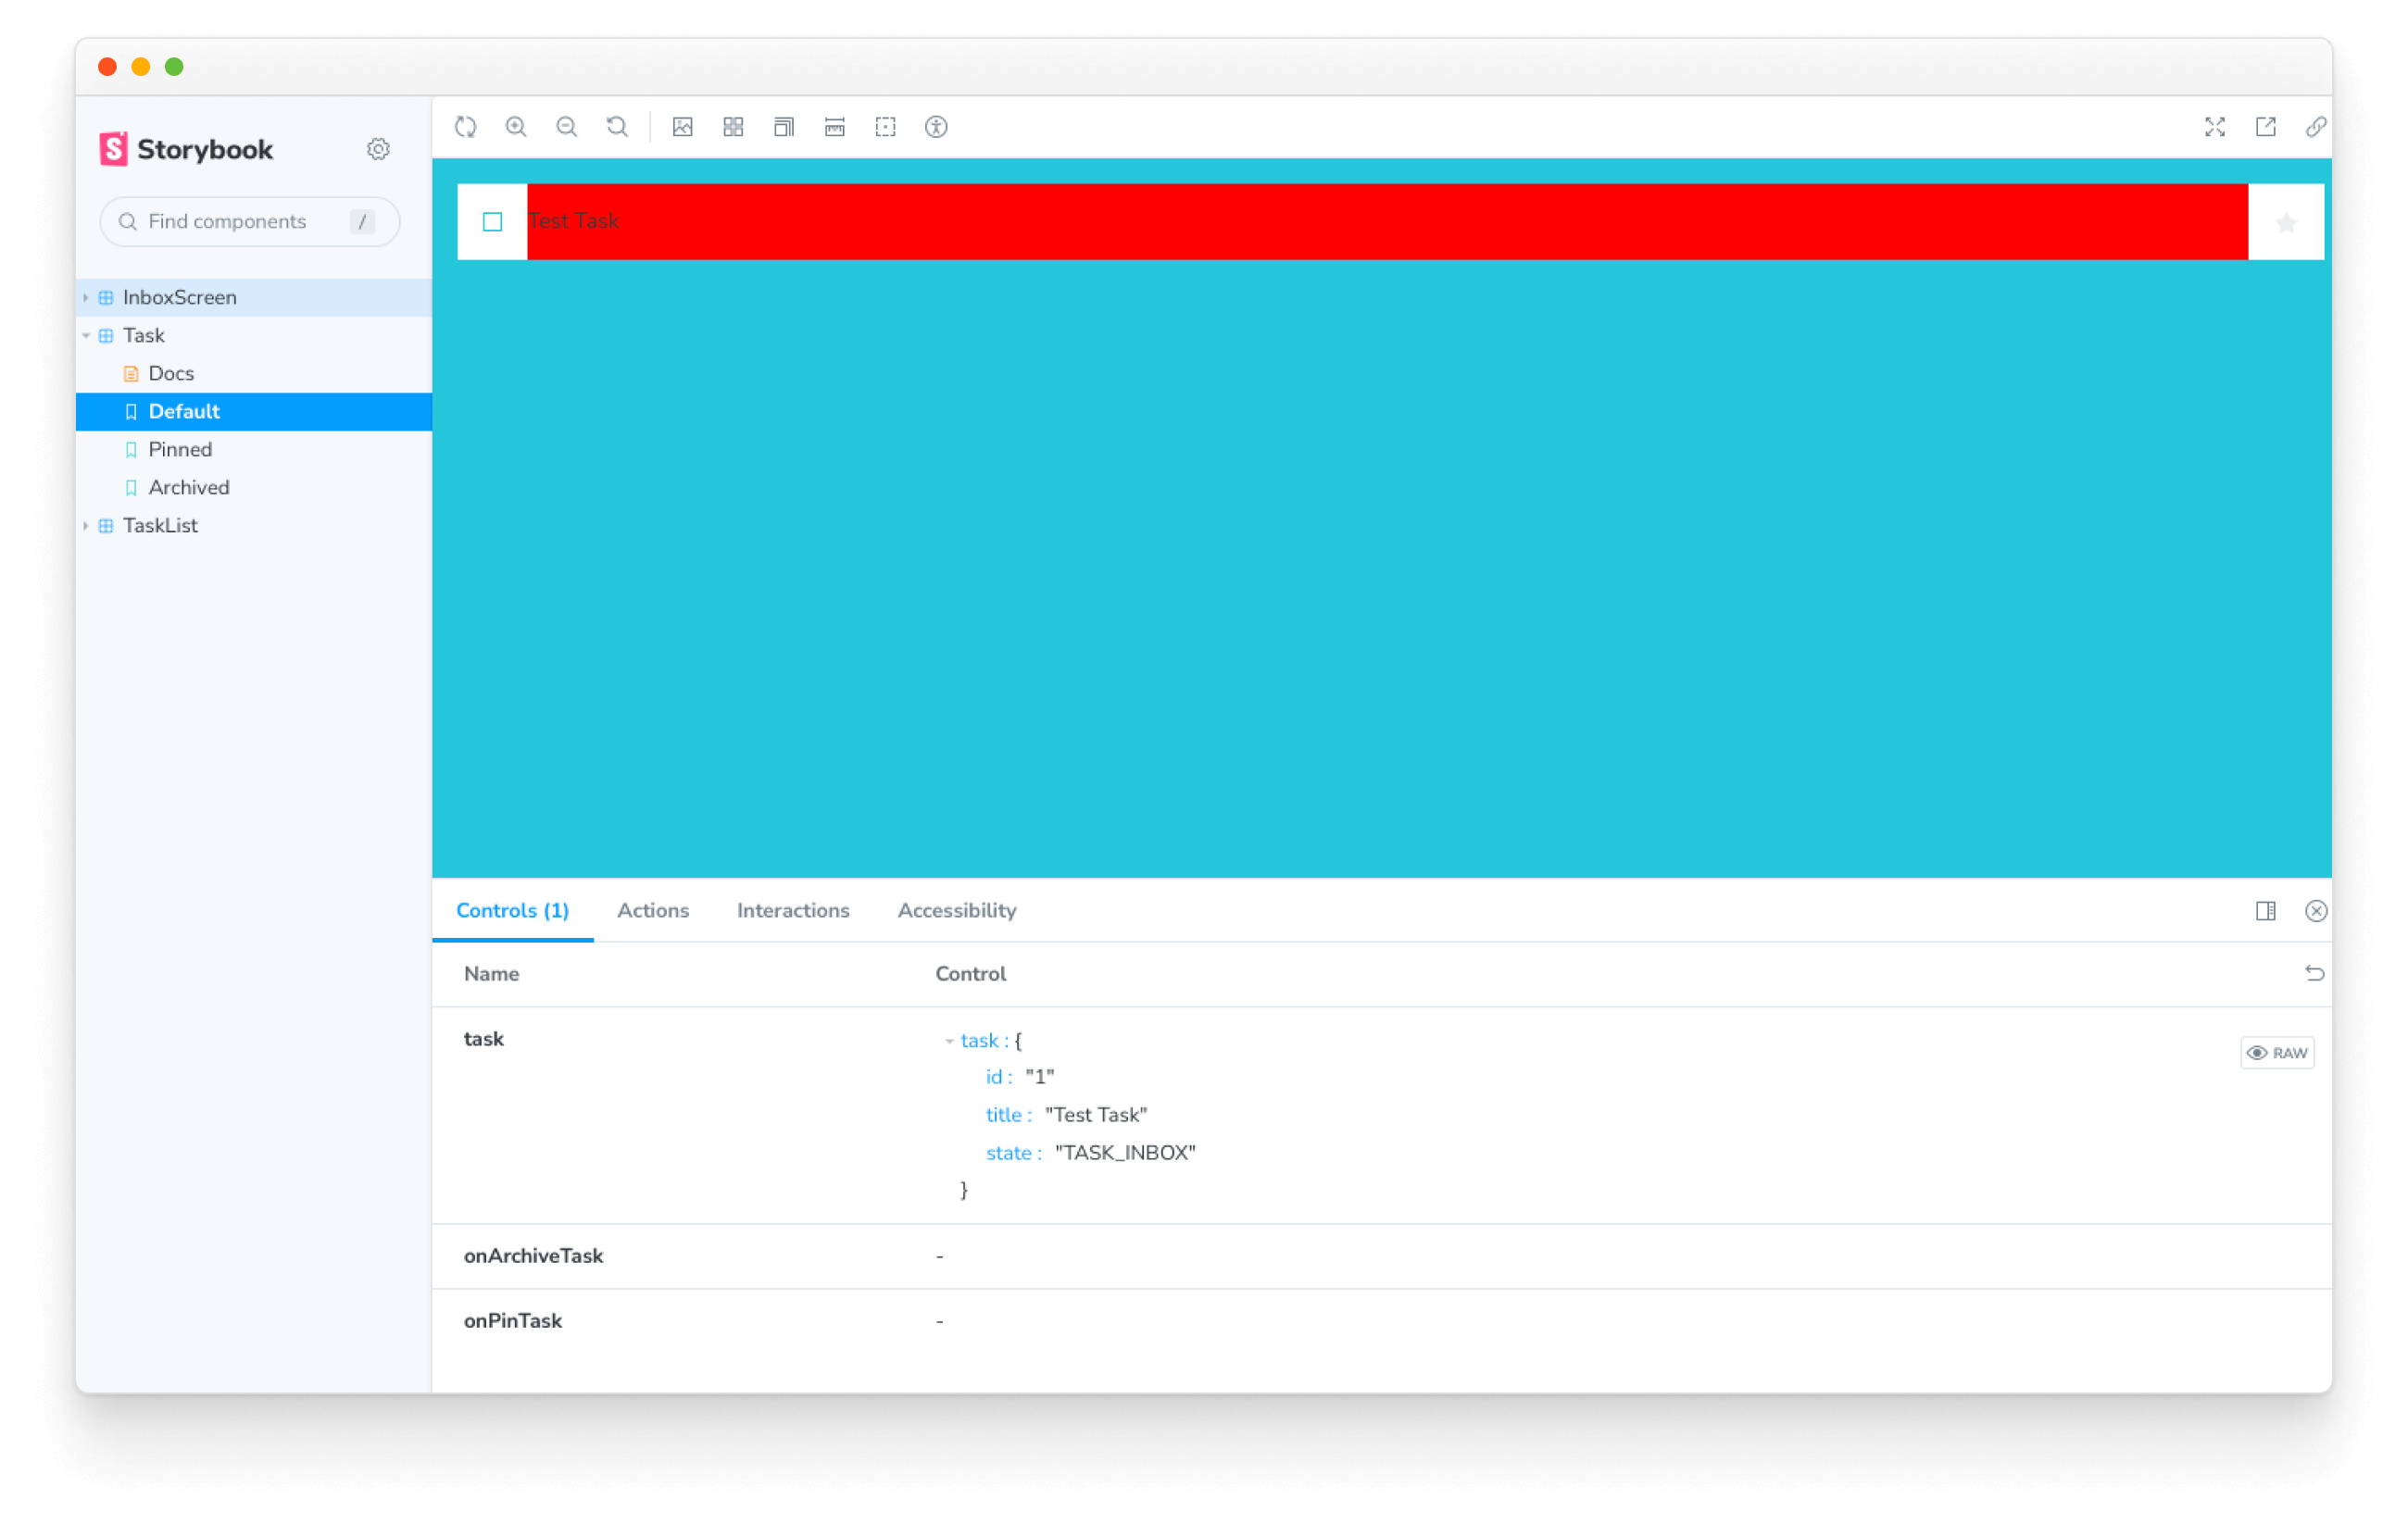 Storybook
Find components /
InboxScreen
Task
Docs
Default
Pinned
Archived
TaskList
Test Task
Controls (1) Actions Interactions Accessibility
Name Control
task task : {
RAW
id : "1"
title : "Test Task"
state : "TASK_INBOX"
}
onArchiveTask -
onPinTask -